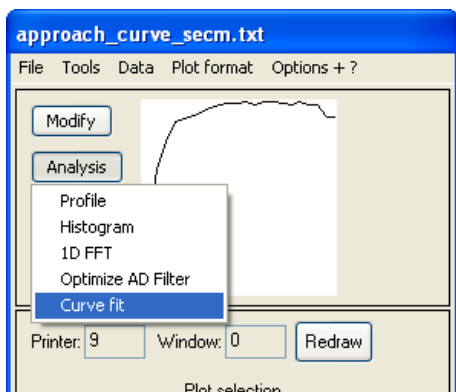 approach_curve_secm.txt
File Tools Data Plot format Options + ?
Modify
Analysis
Profile
Histogram
1D FFT
Optimize AD Filter
Curve fit
Printer: 9 Window: 0 Redraw
Plot selection